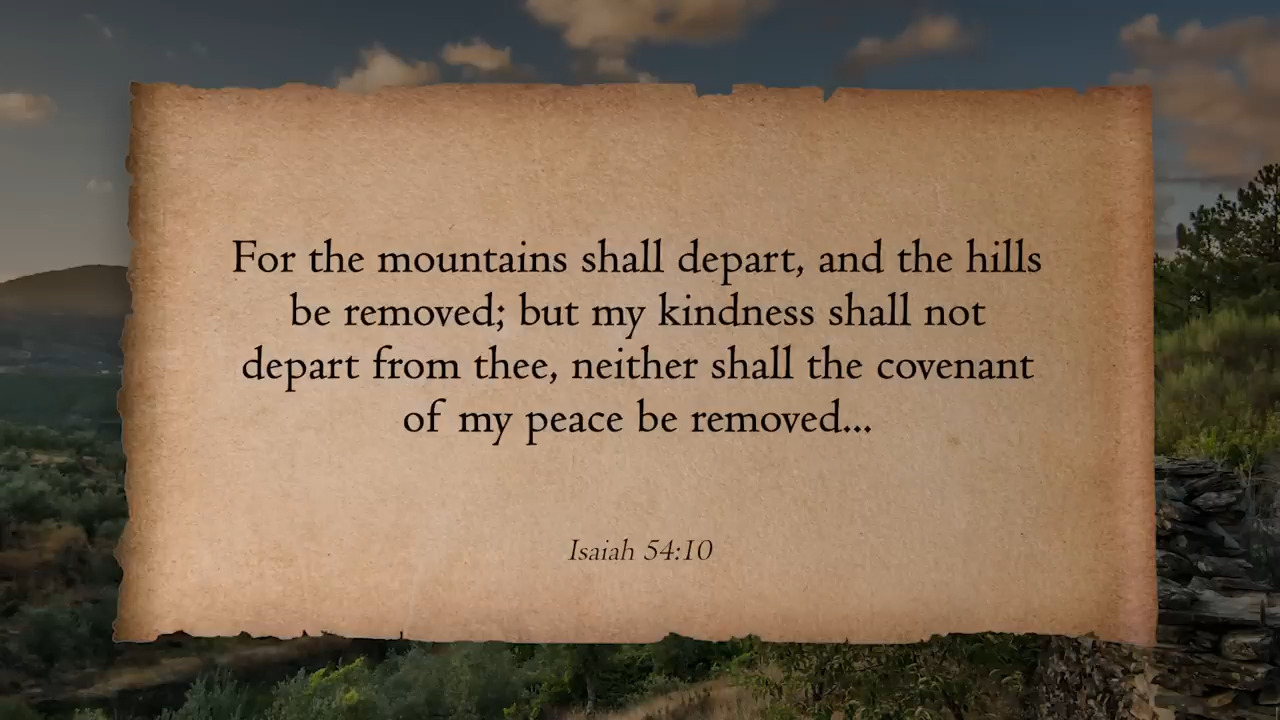 For the mountains shall depart, and the hills
be removed; but my kindness shall not
depart from thee, neither shall the covenant
of my peace be removed...
Isaiah 54:10